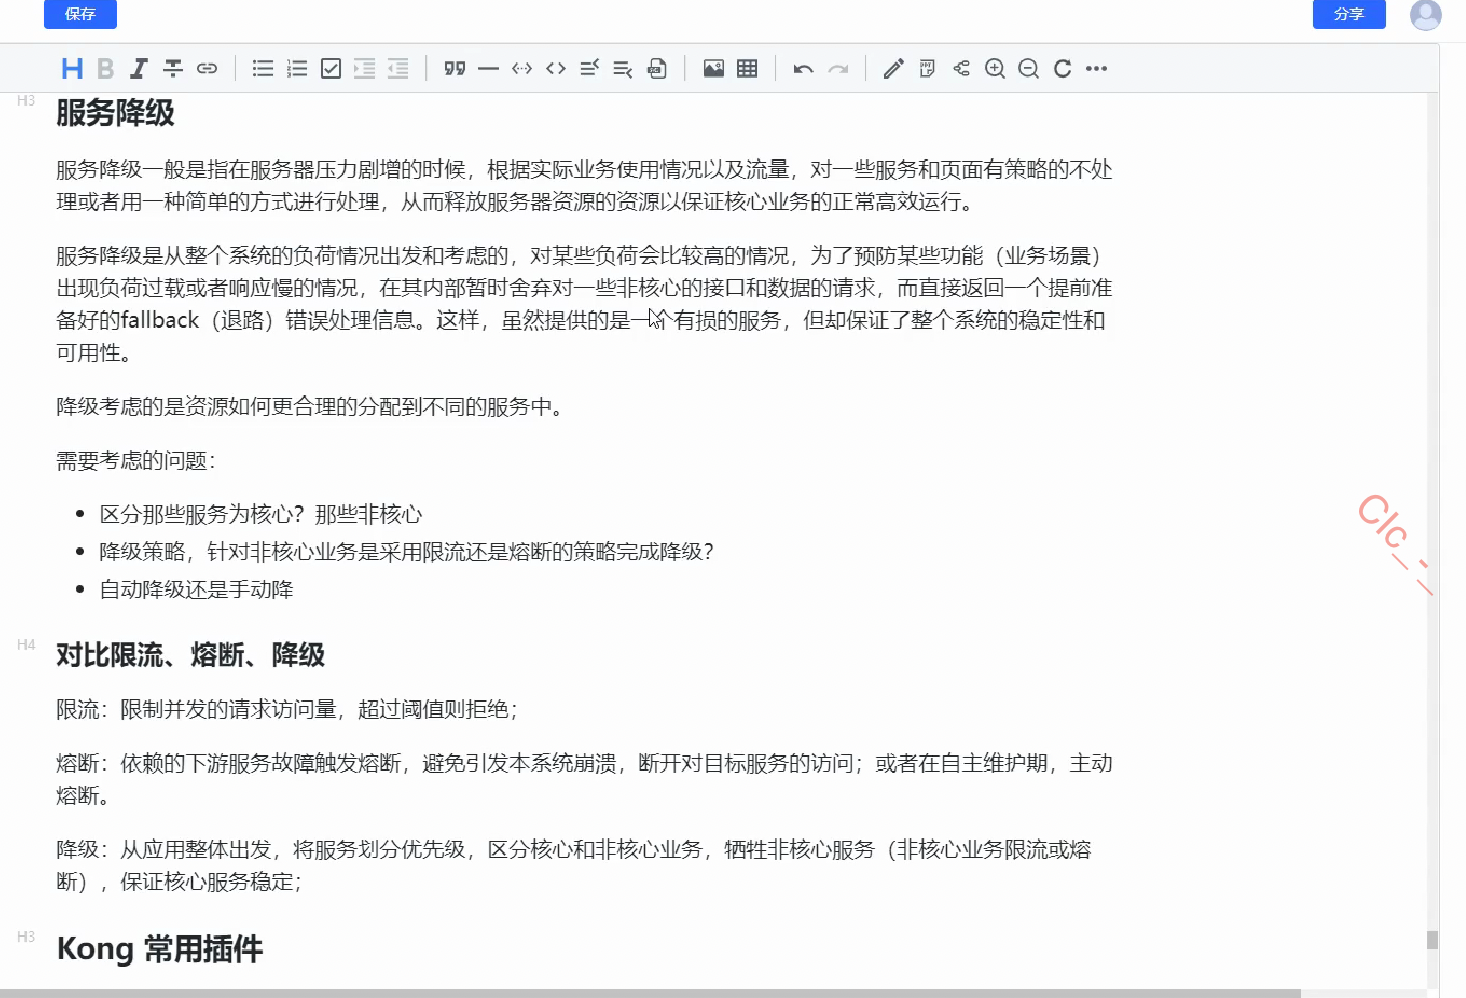 保存
分享
H3
服务降级
服务降级一般是指在服务器压力剧增的时候，根据实际业务使用情况以及流量，对一些服务和页面有策略的不处
理或者用一种简单的方式进行处理，从而释放服务器资源的资源以保证核心业务的正常高效运行。
服务降级是从整个系统的负荷情况出发和考虑的，对某些负荷会比较高的情况，为了预防某些功能（业务场景）
出现负荷过载或者响应慢的情况，在其内部暂时舍弃对一些非核心的接口和数据的请求，而直接返回一个提前准
备好的fallback（退路）错误处理信息。这样，虽然提供的是一个有损的服务，但却保证了整个系统的稳定性和
可用性。
降级考虑的是资源如何更合理的分配到不同的服务中。
需要考虑的问题：
区分那些服务为核心？那些非核心
降级策略，针对非核心业务是采用限流还是熔断的策略完成降级？
自动降级还是手动降
H4
对比限流、熔断、降级
限流：限制并发的请求访问量，超过阈值则拒绝；
熔断：依赖的下游服务故障触发熔断，避免引发本系统崩溃，断开对目标服务的访问；或者在自主维护期，主动
熔断。
降级：从应用整体出发，将服务划分优先级，区分核心和非核心业务，牺牲非核心服务（非核心业务限流或熔
断），保证核心服务稳定；
H3
Kong 常用插件